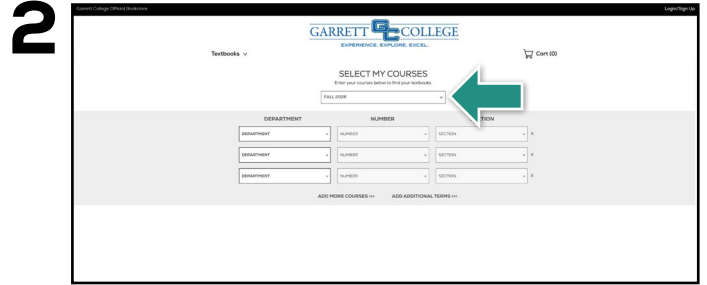 2
Garrett College Official Bookstore
Login/Sign Up
GARRETT GC COLLEGE
EXPERIENCE. EXPLORE. EXCEL.
Textbooks
Cart (0)
SELECT MY COURSES
Enter your courses below to find your textbooks.
FALL 2026
DEPARTMENT NUMBER TION
DEPARTMENT NUMBER SECTION X
DEPARTMENT NUMBER SECTION X
DEPARTMENT NUMBER SECTION X
ADD MORE COURSES >>> ADD ADDITIONAL TERMS >>>